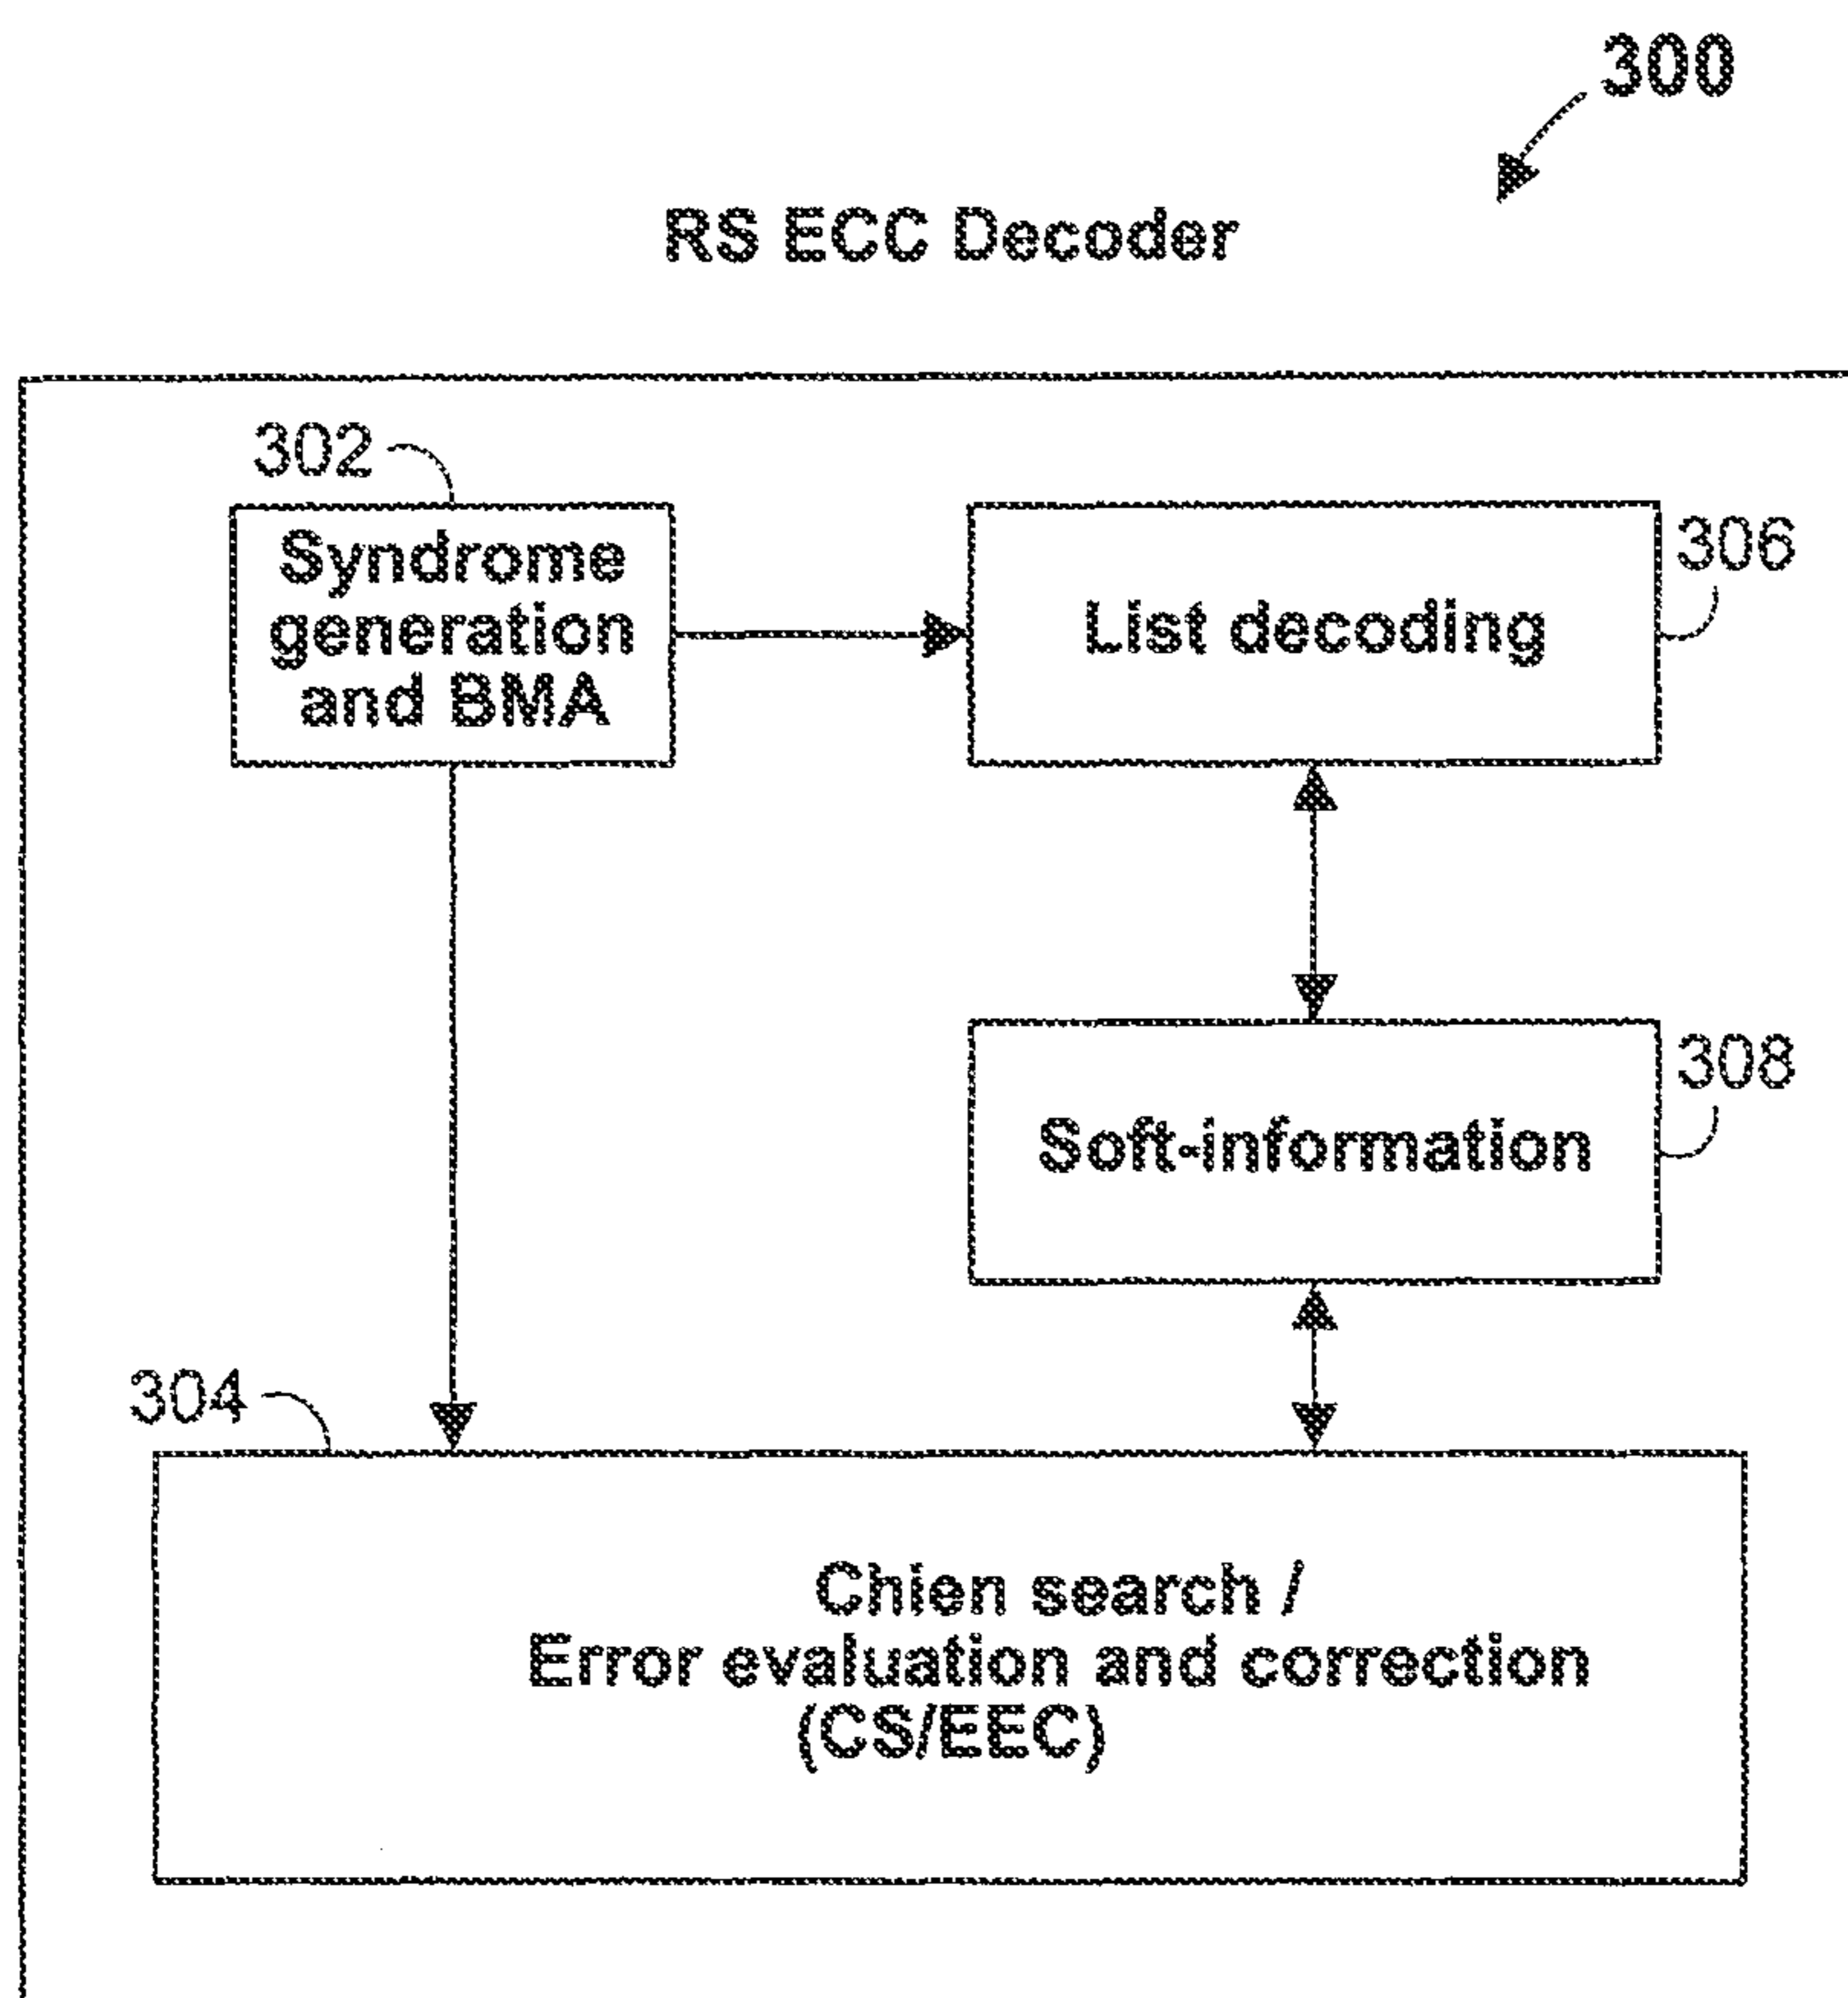 300
RS ECC Decoder
302
Syndrome
generation
and BMA
306
List decoding
308
Soft-information
304
Chien search /
Error evaluation and correction
(CS/EEC)